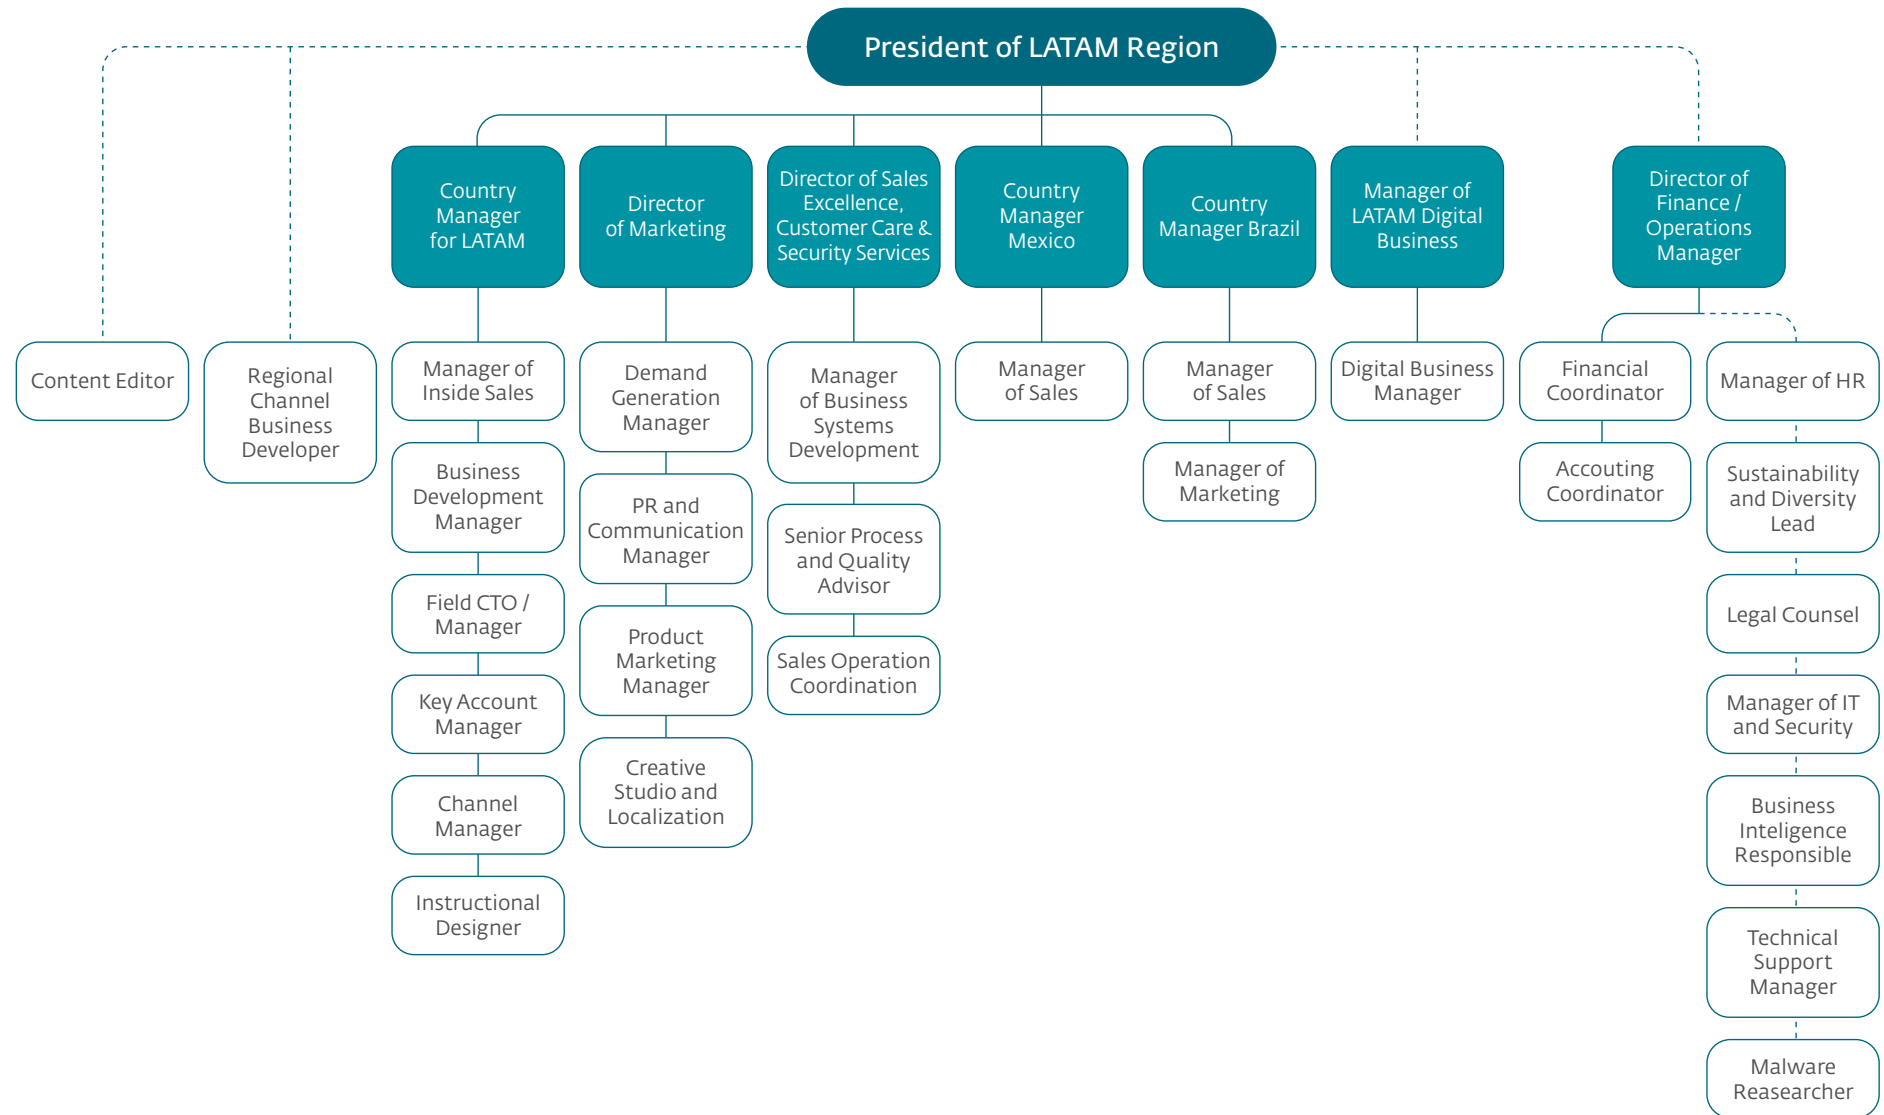 President of LATAM Region
Country
Manager
for LATAM
Director
of Marketing
Director of Sales
Excellence,
Customer Care &
Security Services
Country
Manager
Mexico
Country
Manager Brazil
Manager of
LATAM Digital
Business
Director of
Finance /
Operations
Manager
Content Editor
Regional
Channel
Business
Developer
Manager of
Inside Sales
Business
Development
Manager
Field CTO /
Manager
Key Account
Manager
Channel
Manager
Instructional
Designer
Demand
Generation
Manager
PR and
Communication
Manager
Product
Marketing
Manager
Creative
Studio and
Localization
Manager
of Business
Systems
Development
Senior Process
and Quality
Advisor
Sales Operation
Coordination
Manager
of Sales
Manager
of Sales
Manager of
Marketing
Digital Business
Manager
Financial
Coordinator
Accouting
Coordinator
Manager of HR
Sustainability
and Diversity
Lead
Legal Counsel
Manager of IT
and Security
Business
Inteligence
Responsible
Technical
Support
Manager
Malware
Reasearcher